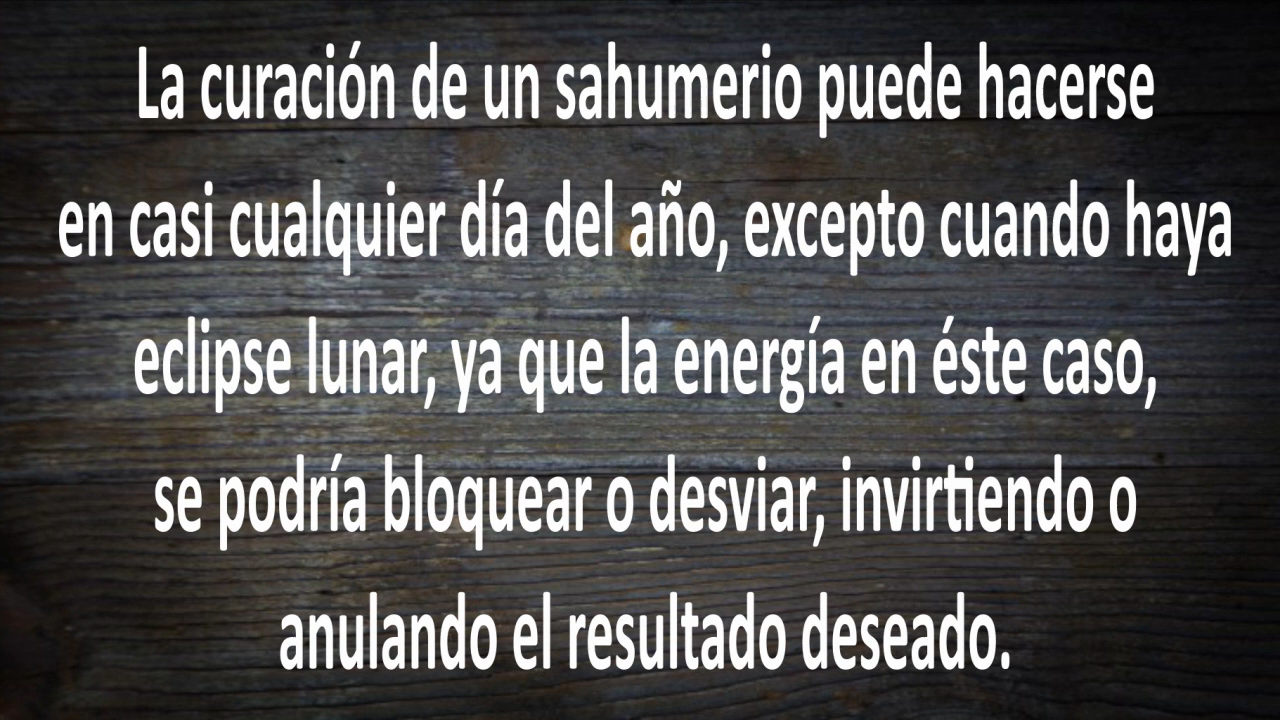 La curación de un sahumerio puede hacerse
en casi cualquier día del año, excepto cuando haya
eclipse lunar, ya que la energía en éste caso,
se podría bloquear o desviar, invirtiendo o
anulando el resultado deseado.